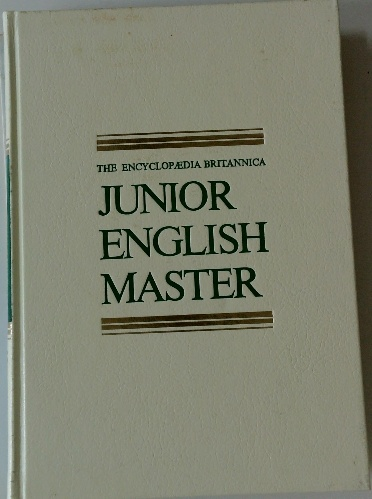 THE ENCYCLOPÆDIA BRITANNICA
JUNIOR
ENGLISH
MASTER